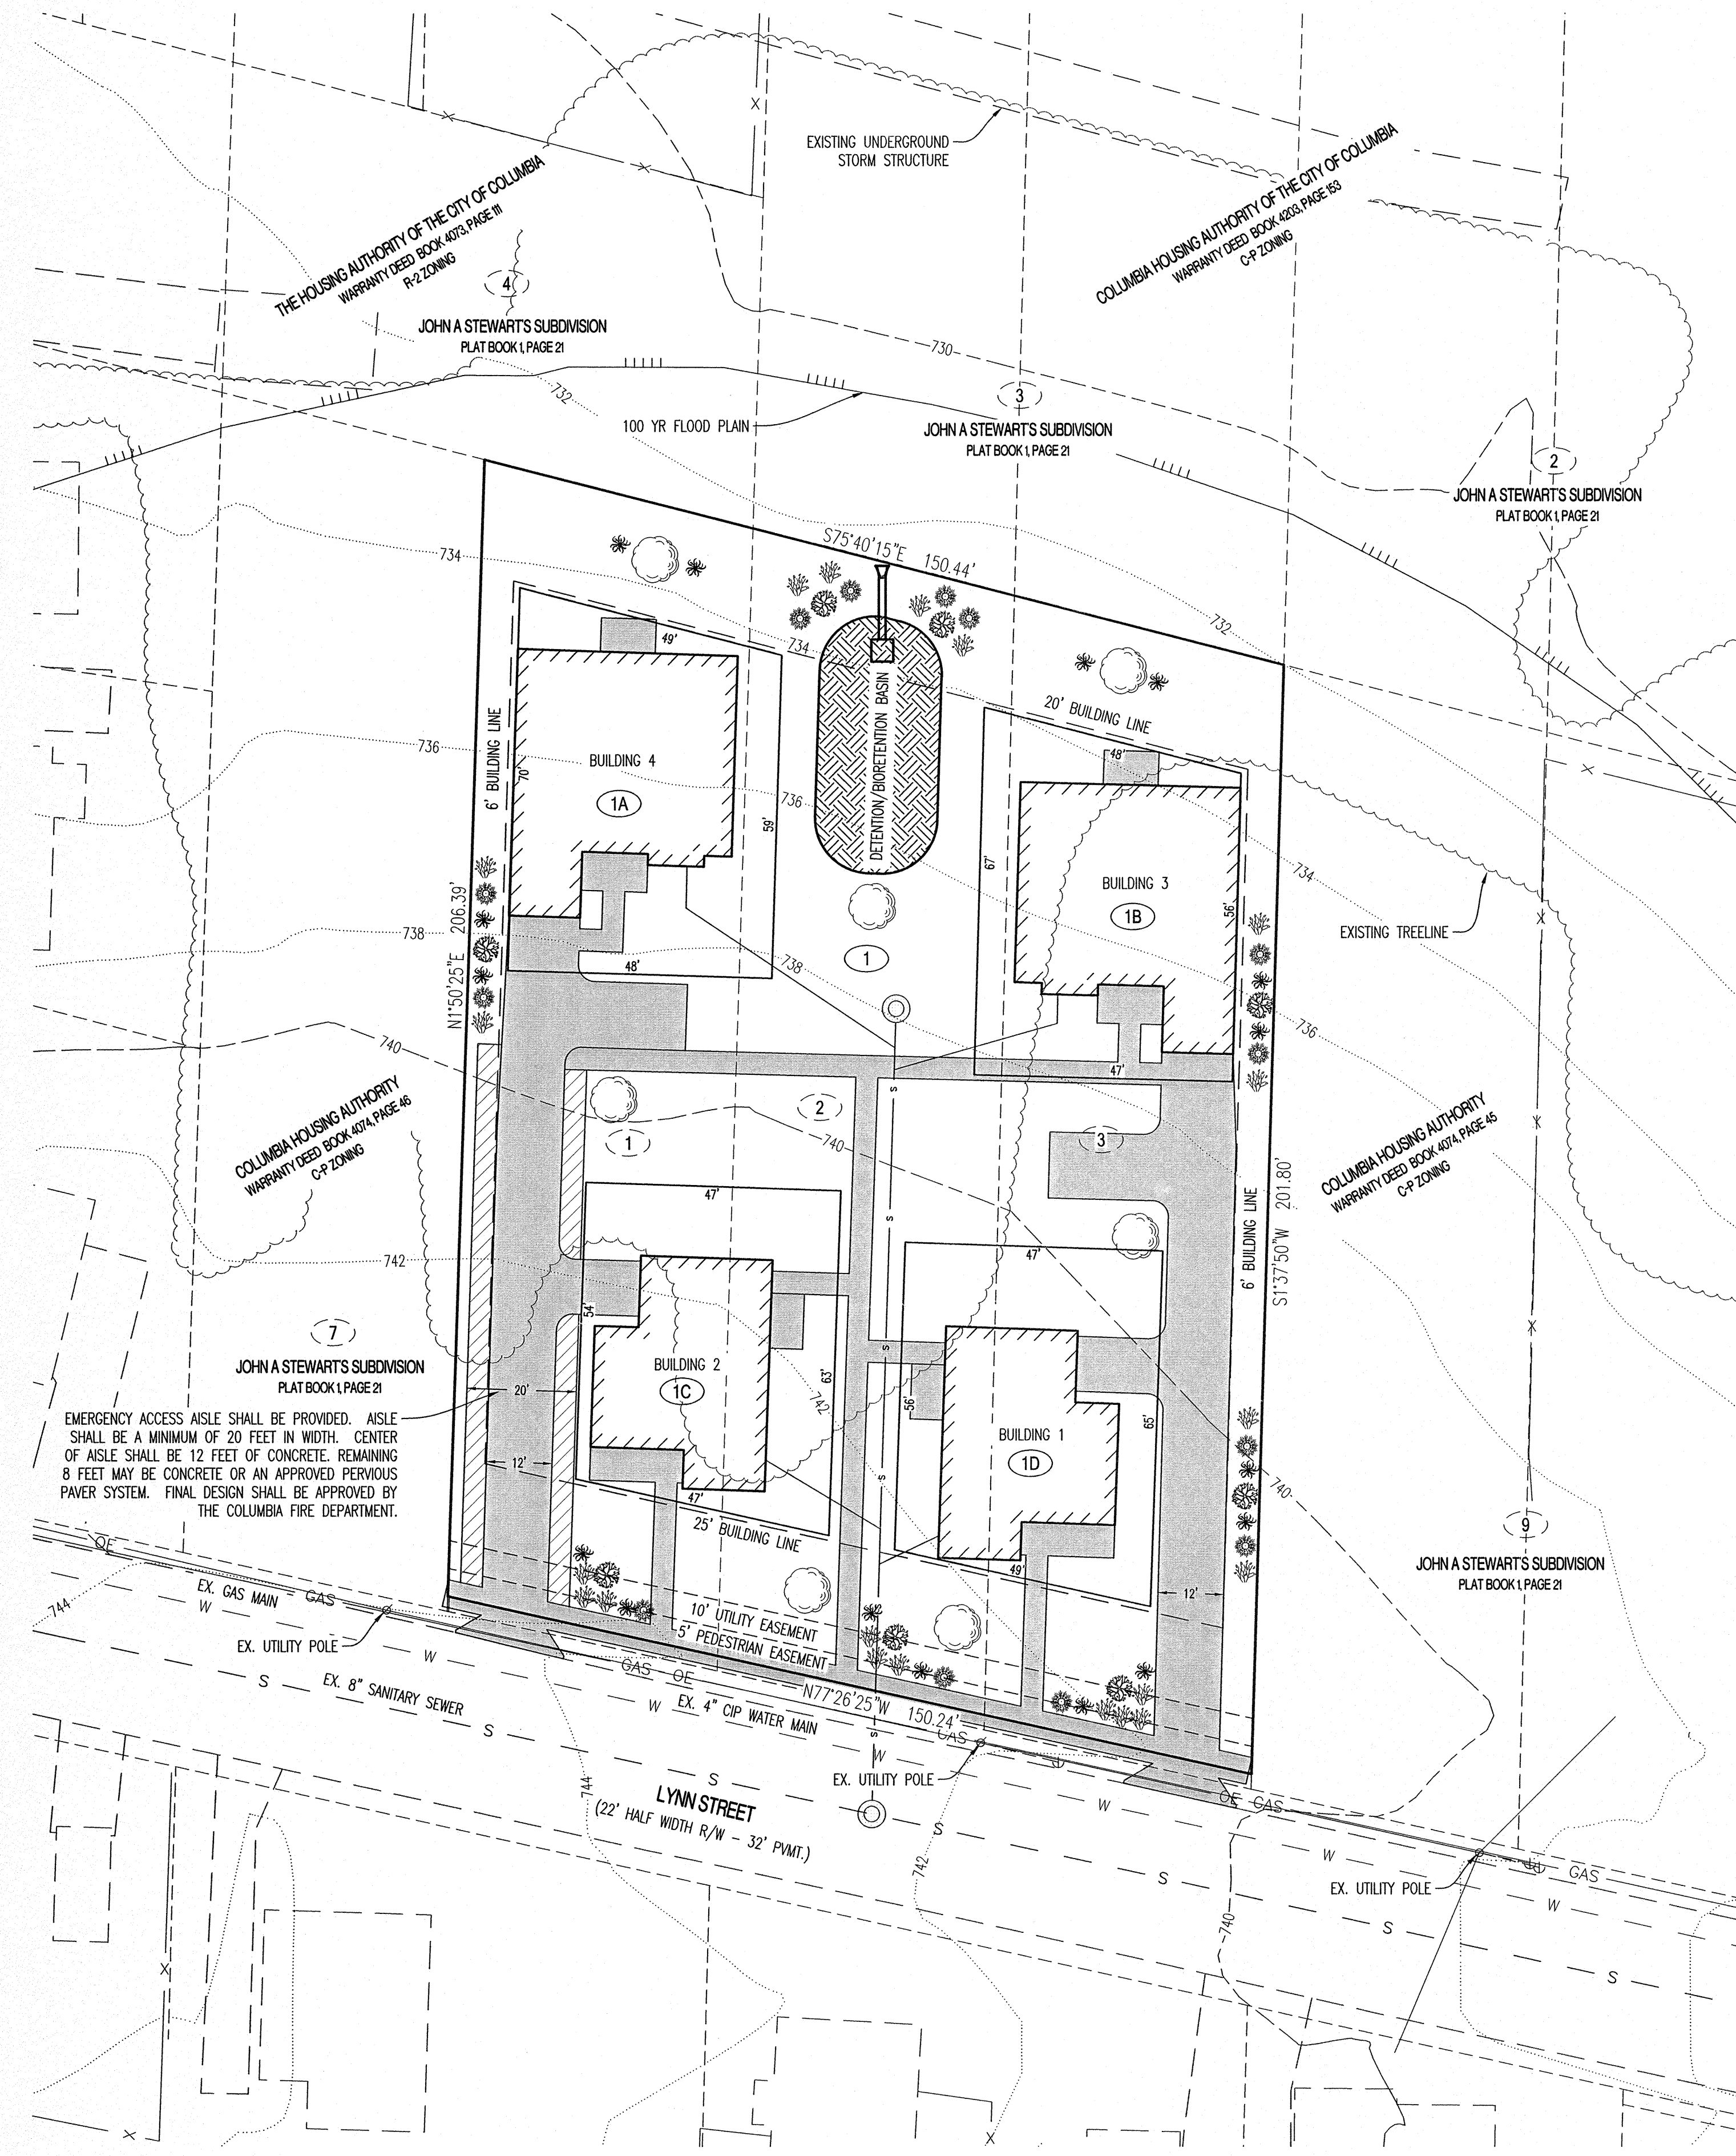 EXISTING UNDERGROUND
STORM STRUCTURE
THE HOUSING AUTHORITY OF THE CITY OF COLUMBIA
WARRANTY DEED BOOK 4073, PAGE 111
R-2 ZONING
COLUMBIA HOUSING AUTHORITY OF THE CITY OF COLUMBIA
WARRANTY DEED BOOK 4203, PAGE 153
C-P ZONING
4
JOHN A STEWART'S SUBDIVISION
PLAT BOOK 1, PAGE 21
730
732
100 YR FLOOD PLAIN
3
JOHN A STEWART'S SUBDIVISION
PLAT BOOK 1, PAGE 21
2
JOHN A STEWART'S SUBDIVISION
PLAT BOOK 1, PAGE 21
734
S75°40'15"E 150.44'
732
49'
734
20' BUILDING LINE
6' BUILDING LINE
736
BUILDING 4
70'
1A
59'
736
DETENTION/BIORETENTION BASIN
48'
67'
BUILDING 3
1B
56'
734
EXISTING TREELINE
N1°50'25"E 206.39'
738
48'
738
1
736
740
47'
COLUMBIA HOUSING AUTHORITY
WARRANTY DEED BOOK 4074, PAGE 46
C-P ZONING
1
2
740
3
COLUMBIA HOUSING AUTHORITY
WARRANTY DEED BOOK 4074, PAGE 45
C-P ZONING
S
47'
S
47'
6' BUILDING LINE
S1°37'50"W 201.80'
742
54'
7
JOHN A STEWART'S SUBDIVISION
PLAT BOOK 1, PAGE 21
BUILDING 2
1C
63'
742
S
20'
56'
65'
BUILDING 1
1D
EMERGENCY ACCESS AISLE SHALL BE PROVIDED. AISLE
SHALL BE A MINIMUM OF 20 FEET IN WIDTH. CENTER
OF AISLE SHALL BE 12 FEET OF CONCRETE. REMAINING
8 FEET MAY BE CONCRETE OR AN APPROVED PERVIOUS
PAVER SYSTEM. FINAL DESIGN SHALL BE APPROVED BY
THE COLUMBIA FIRE DEPARTMENT.
12'
S
740
47'
25' BUILDING LINE
9
JOHN A STEWART'S SUBDIVISION
PLAT BOOK 1, PAGE 21
49'
12'
OE
EX. GAS MAIN
GAS
W
744
10' UTILITY EASEMENT
5' PEDESTRIAN EASEMENT
S
EX. UTILITY POLE
W
GAS
OE
S
EX. 8" SANITARY SEWER
W
EX. 4" CIP WATER MAIN
N77°26'25"W 150.24'
S
GAS
W
S
S
EX. UTILITY POLE
744
LYNN STREET
(22' HALF WIDTH R/W - 32' PVMT.)
W
OE
GAS
S
742
W
GAS
S
EX. UTILITY POLE
W
740
S
S